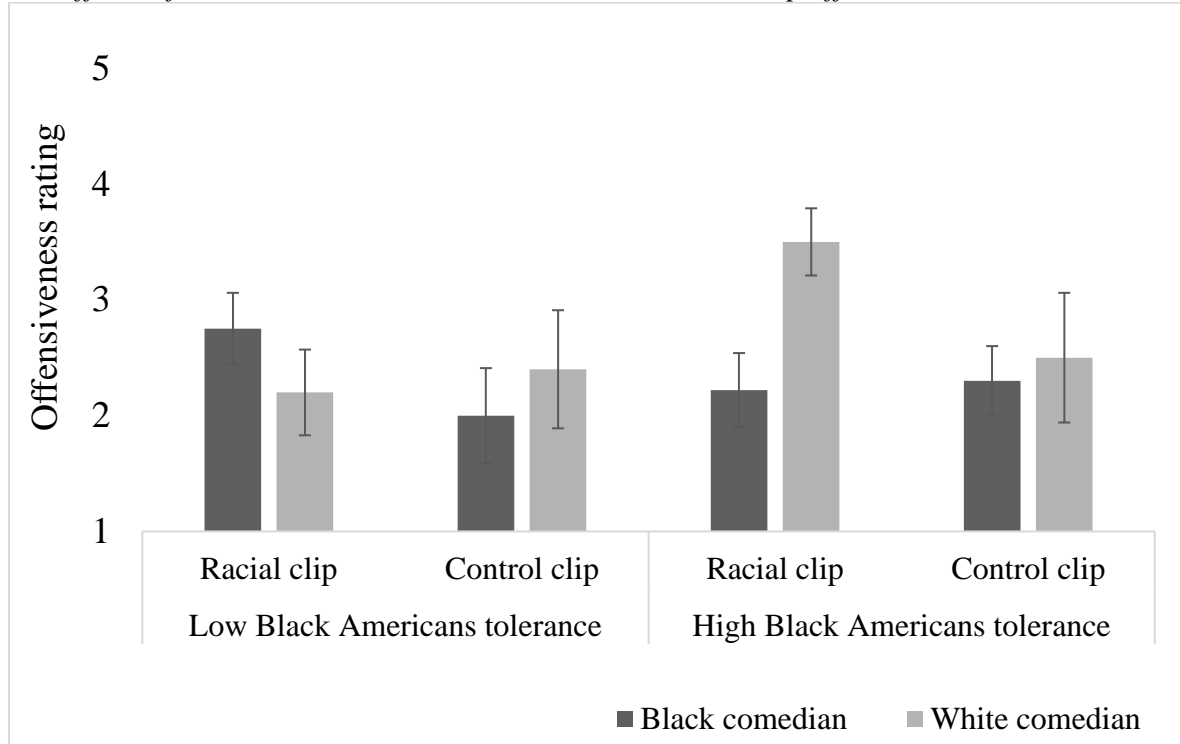 5
4
3
2
1
Offensiveness rating
Racial clip Control clip Racial clip Control clip
Low Black Americans tolerance High Black Americans tolerance
Black comedian White comedian